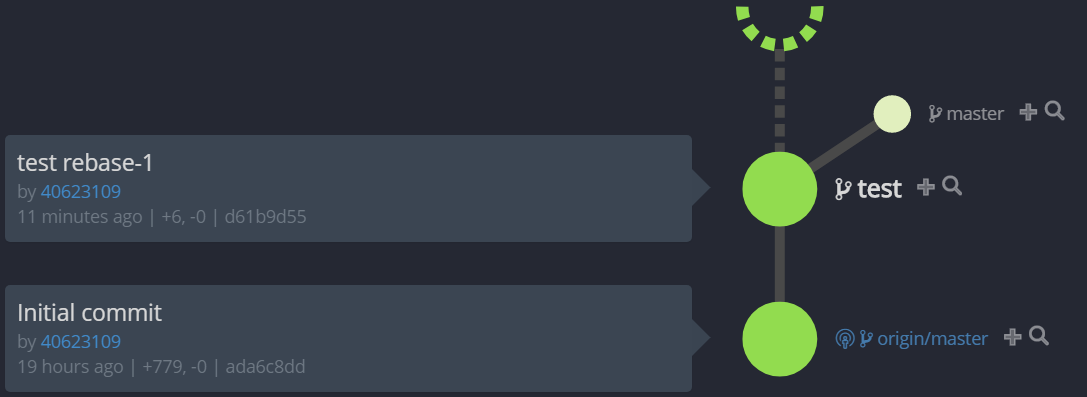 master
test rebase-1
by 40623109
11 minutes ago | +6, -0 | d61b9d55
test
Initial commit
by 40623109
19 hours ago | +779, -0 | ada6c8dd
origin/master